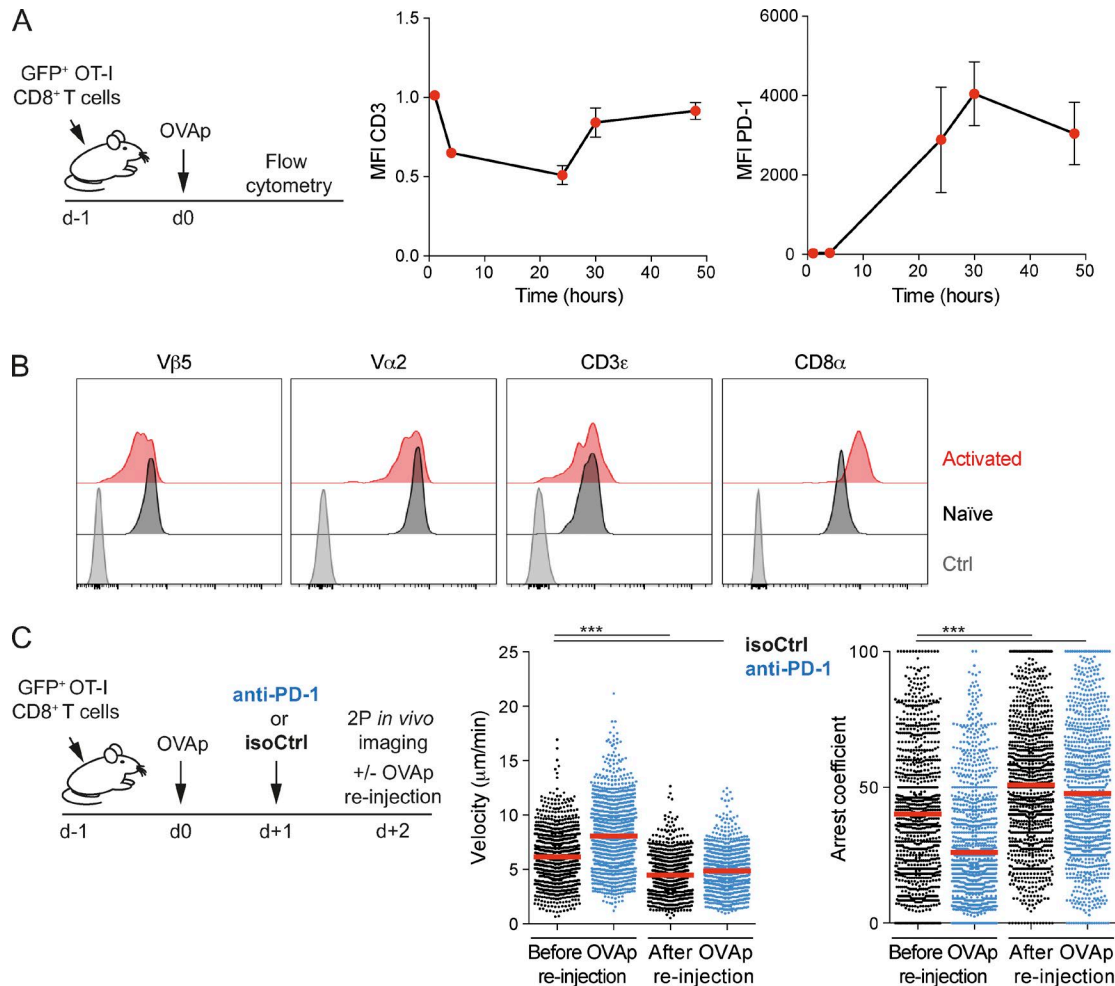 A
GFP⁺ OT-I
CD8⁺ T cells
OVAp
Flow
cytometry
d-1
d0
MFI CD3
1.5
1.0
0.5
0.0
0
10
20
30
40
50
Time (hours)
MFI PD-1
6000
4000
2000
0
0
10
20
30
40
50
Time (hours)
B
Vβ5
Vα2
CD3ε
CD8α
Activated
Naïve
Ctrl
C
GFP⁺ OT-I
CD8⁺ T cells
OVAp
anti-PD-1
or
isoCtrl
2P in vivo
imaging
+/- OVAp
re-injection
d-1
d0
d+1
d+2
Velocity (μm/min)
25
20
15
10
5
0
***
Before OVAp
re-injection
After OVAp
re-injection
isoCtrl
anti-PD-1
Arrest coefficient
100
50
0
***
Before OVAp
re-injection
After OVAp
re-injection